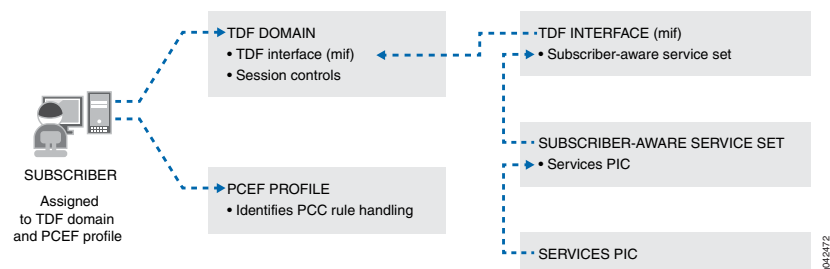 SUBSCRIBER
Assigned
to TDF domain
and PCEF profile
TDF DOMAIN
• TDF interface (mif)
• Session controls
PCEF PROFILE
• Identifies PCC rule handling
TDF INTERFACE (mif)
• Subscriber-aware service set
SUBSCRIBER-AWARE SERVICE SET
• Services PIC
SERVICES PIC